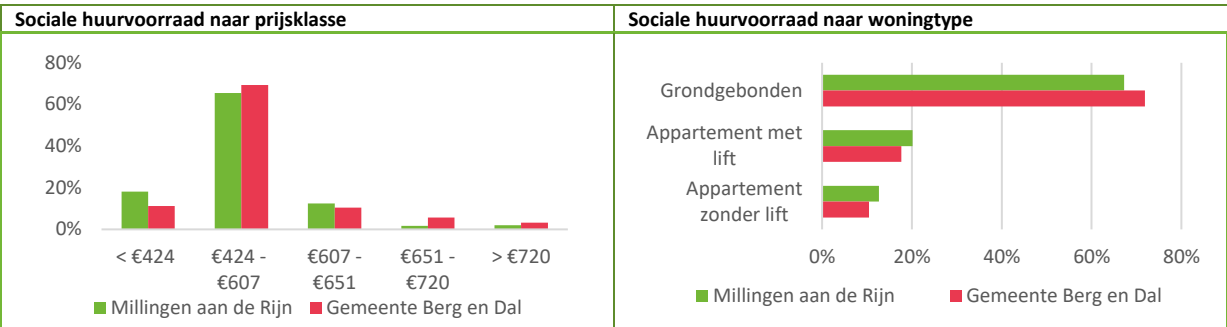 Sociale huurvoorraad naar prijsklasse
80%
60%
40%
20%
0%
< €424
€424 -
€607
€607 -
€651
€651 -
€720
> €720
Millingen aan de Rijn
Gemeente Berg en Dal
Sociale huurvoorraad naar woningtype
Grondgebonden
Appartement met
lift
Appartement
zonder lift
0%
20%
40%
60%
80%
Millingen aan de Rijn
Gemeente Berg en Dal